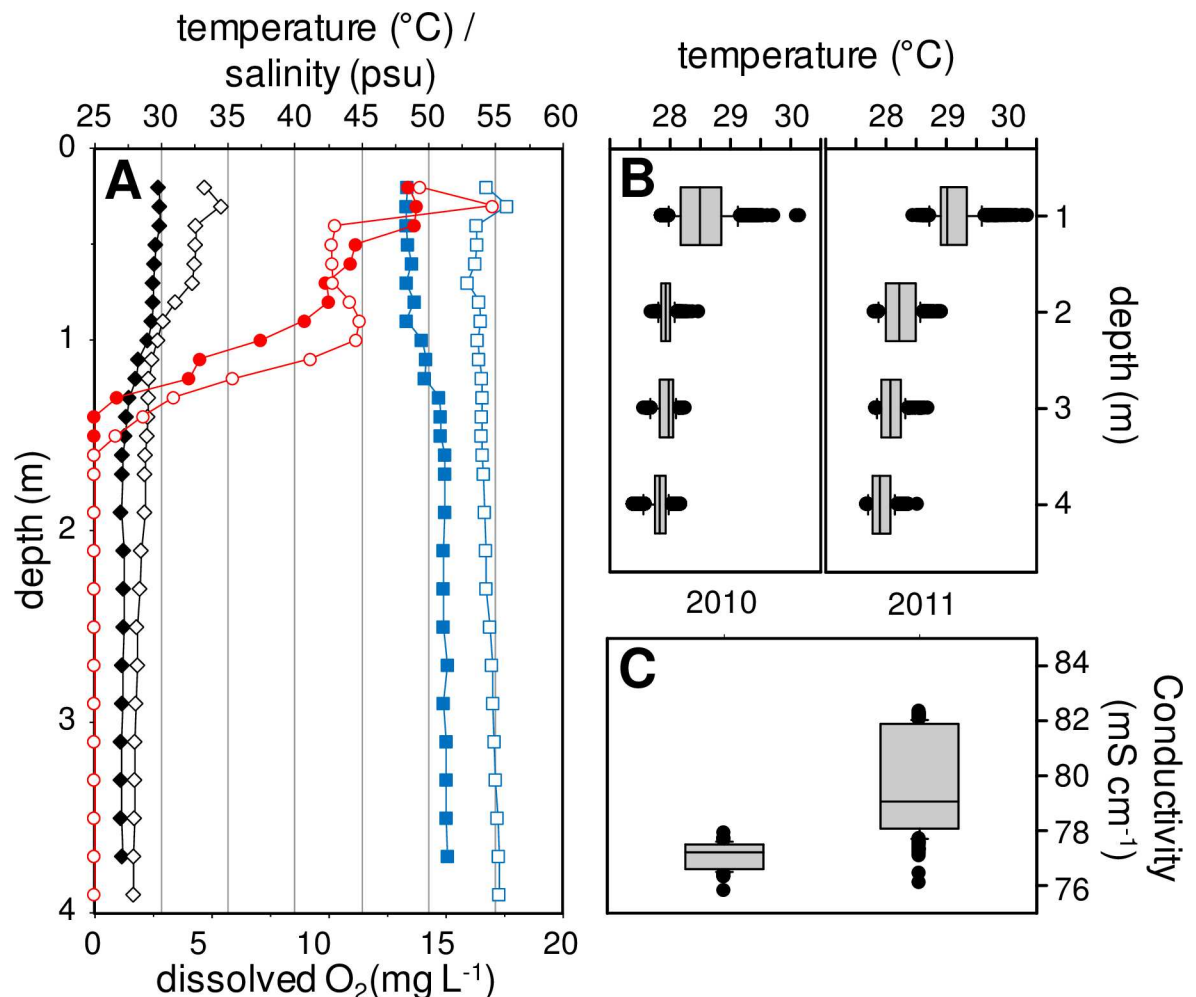 temperature (°C) /
salinity (psu)
25 30 35 40 45 50 55 60
A
0
1
2
3
4
depth (m)
0 5 10 15 20
dissolved O2(mg L-1)
temperature (°C)
28 29 30 28 29 30
B
1
2
3
4
depth (m)
2010 2011
C
84
82
80
78
76
Conductivity
(mS cm-1)